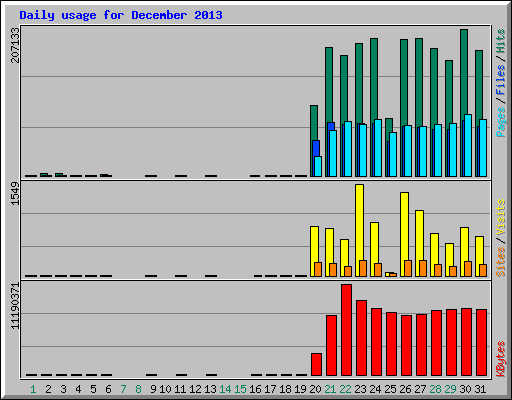 Daily usage for December 2013
207133
Pages / Files / Hits
1549
Sites / Visits
11190371
KBytes
1 2 3 4 5 6 7 8 9 10 11 12 13 14 15 16 17 18 19 20 21 22 23 24 25 26 27 28 29 30 31